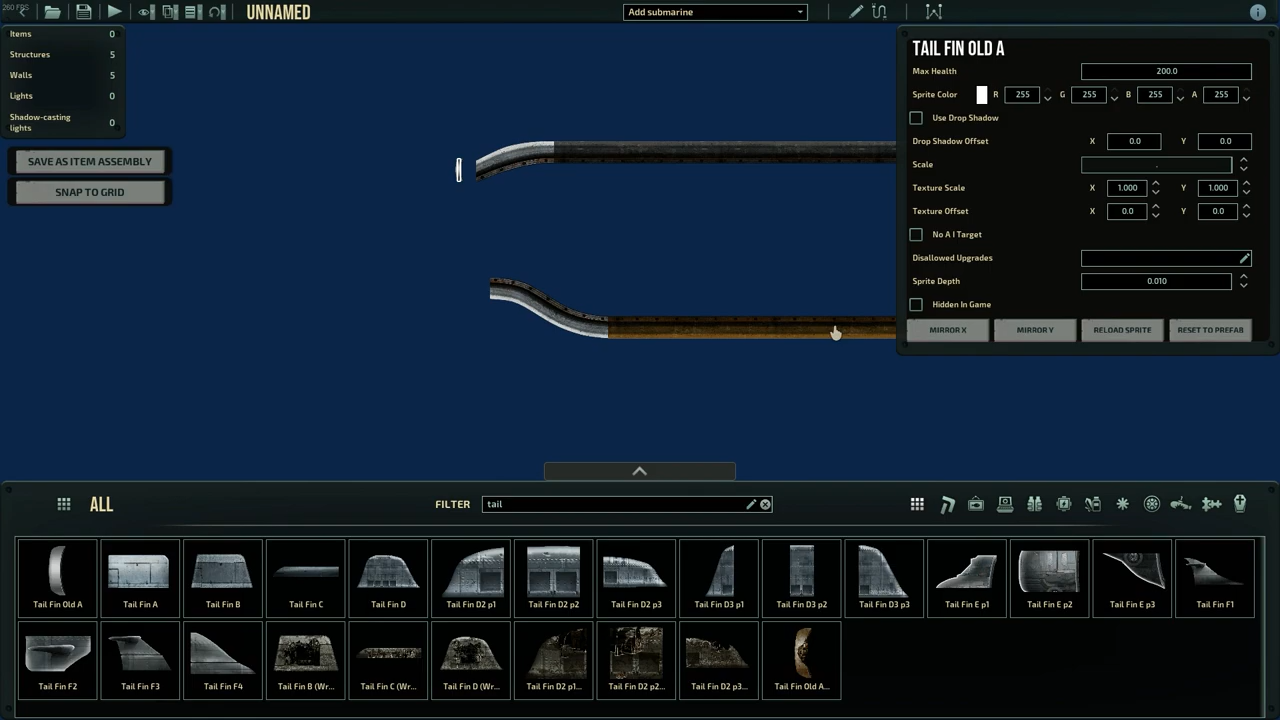 260 FPS
UNNAMED
Add submarine
Items 0
Structures 5
Walls 5
Lights 0
Shadow-casting
lights 0
SAVE AS ITEM ASSEMBLY
SNAP TO GRID
TAIL FIN OLD A
Max Health 200.0
Sprite Color R 255 G 255 B 255 A 255
Use Drop Shadow
Drop Shadow Offset X 0.0 Y 0.0
Scale .
Texture Scale X 1.000 Y 1.000
Texture Offset X 0.0 Y 0.0
No A I Target
Disallowed Upgrades
Sprite Depth 0.010
Hidden In Game
MIRROR X MIRROR Y RELOAD SPRITE RESET TO PREFAB
ALL FILTER tail
Tail Fin Old A Tail Fin A Tail Fin B Tail Fin C Tail Fin D Tail Fin D2 p1 Tail Fin D2 p2 Tail Fin D2 p3 Tail Fin D3 p1 Tail Fin D3 p2 Tail Fin D3 p3 Tail Fin E p1 Tail Fin E p2 Tail Fin E p3 Tail Fin F1
Tail Fin F2 Tail Fin F3 Tail Fin F4 Tail Fin B (Wr... Tail Fin C (Wr... Tail Fin D (Wr... Tail Fin D2 p1... Tail Fin D2 p2... Tail Fin D2 p3... Tail Fin Old A...